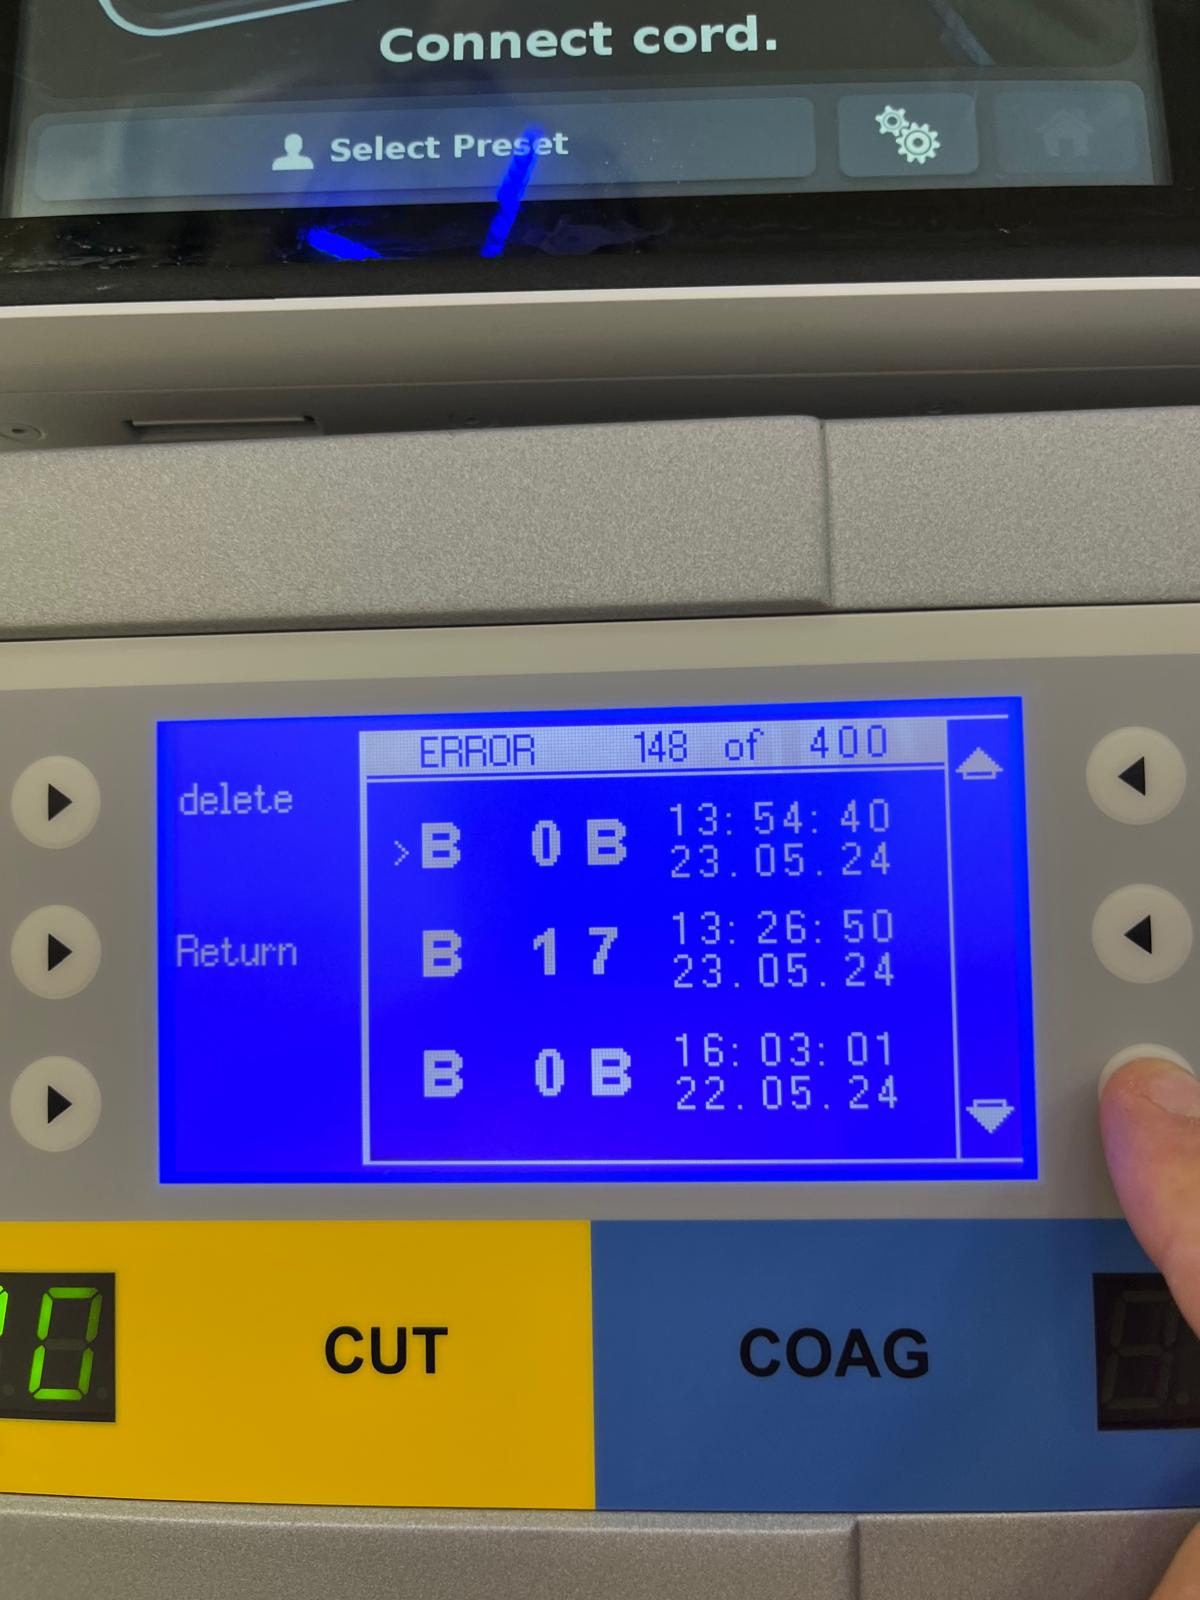 Connect cord.
Select Preset
delete
Return
ERROR 148 of 400
>B 0B 13:54:40
23.05.24
B 17 13:26:50
23.05.24
B 0B 16:03:01
22.05.24
0
CUT
COAG